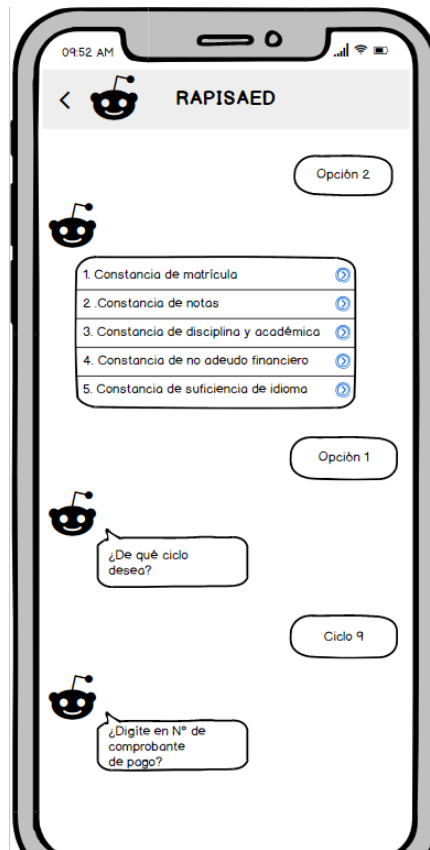 09:52 AM
RAPISAED
Opción 2
1. Constancia de matrícula
2 .Constancia de notas
3. Constancia de disciplina y académica
4. Constancia de no adeudo financiero
5. Constancia de suficiencia de idioma
Opción 1
¿De qué ciclo
desea?
Ciclo 9
¿Digíte en N° de
comprobante
de pago?